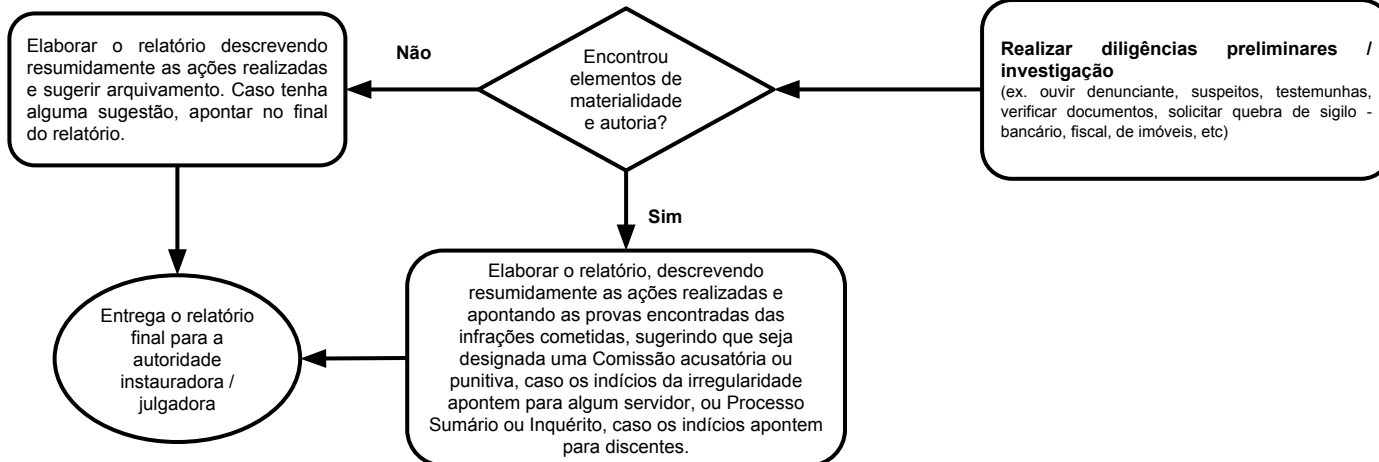 Elaborar o relatório descrevendo
resumidamente as ações realizadas
e sugerir arquivamento. Caso tenha
alguma sugestão, apontar no final
do relatório.
Não
Encontrou
elementos de
materialidade
e autoria?
Realizar diligências preliminares /
investigação
(ex. ouvir denunciante, suspeitos, testemunhas,
verificar documentos, solicitar quebra de sigilo -
bancário, fiscal, de imóveis, etc)
Sim
Entrega o relatório
final para a
autoridade
instauradora /
julgadora
Elaborar o relatório, descrevendo
resumidamente as ações realizadas e
apontando as provas encontradas das
infrações cometidas, sugerindo que seja
designada uma Comissão acusatória ou
punitiva, caso os indícios da irregularidade
apontem para algum servidor, ou Processo
Sumário ou Inquérito, caso os indícios apontem
para discentes.